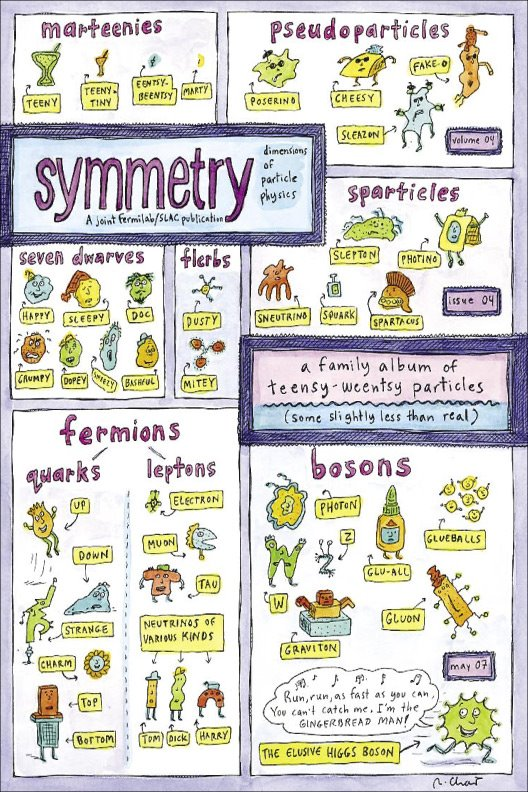 marteenies
TEENY
TEENY-
TINY
EENTSY-
BEENTSY
MARTY
pseudoparticles
POSERINO
CHEESY
FAKE-O
SLEAZON
volume 04
symmetry
dimensions
of
particle
physics
A joint Fermilab/SLAC publication
sparticles
SLEPTON
PHOTINO
SNEUTRINO
SQUARK
SPARTACUS
issue 04
seven dwarves
HAPPY
SLEEPY
DOC
GRUMPY
DOPEY
SNEEZY
BASHFUL
flerbs
DUSTY
MITEY
a family album of
teensy-weentsy particles
(some slightly less than real)
fermions
quarks
UP
DOWN
STRANGE
CHARM
TOP
BOTTOM
leptons
ELECTRON
MUON
TAU
NEUTRINOS OF
VARIOUS KINDS
TOM
DICK
HARRY
bosons
PHOTON
GLU-ALL
GLUEBALLS
W
Z
GRAVITON
GLUON
may 07
Run, run, as fast as you can,
You can't catch me. I'm the
GINGERBREAD MAN!
THE ELUSIVE HIGGS BOSON
r. Chast